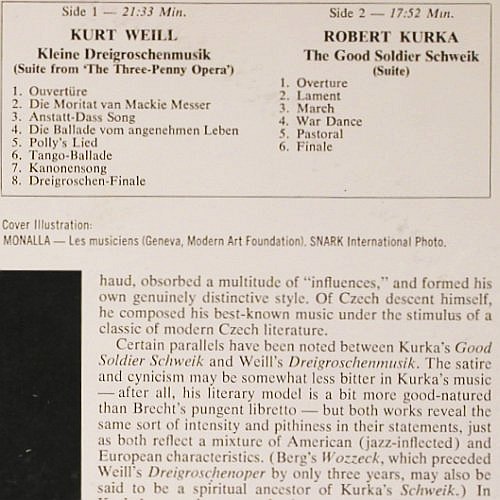 Side 1 — 21:33 Min.
KURT WEILL
Kleine Dreigroschenmusik
(Suite from ‘The Three-Penny Opera’)
1. Ouvertüre
2. Die Moritat van Mackie Messer
3. Anstatt-Dass Song
4. Die Ballade vom angenehmen Leben
5. Polly's Lied
6. Tango-Ballade
7. Kanonensong
8. Dreigroschen-Finale
Side 2 — 17:52 Min.
ROBERT KURKA
The Good Soldier Schweik
(Suite)
1. Overture
2. Lament
3. March
4. War Dance
5. Pastoral
6. Finale
Cover Illustration:
MONALLA — Les musiciens (Geneva, Modern Art Foundation). SNARK International Photo.
haud, obsorbed a multitude of “influences,” and formed his
own genuinely distinctive style. Of Czech descent himself,
he composed his best-known music under the stimulus of a
classic of modern Czech literature.
Certain parallels have been noted between Kurka's Good
Soldier Schweik and Weill's Dreigroschenmusik. The satire
and cynicism may be somewhat less bitter in Kurka's music
— after all, his literary model is a bit more good-natured
than Brecht's pungent libretto — but both works reveal the
same sort of intensity and pithiness in their statements, just
as both reflect a mixture of American (jazz-inflected) and
European characteristics. (Berg's Wozzeck, which preceded
Weill's Dreigroschenoper by only three years, may also be
said to be a spiritual ancestor of Kurka's Schweik.) In